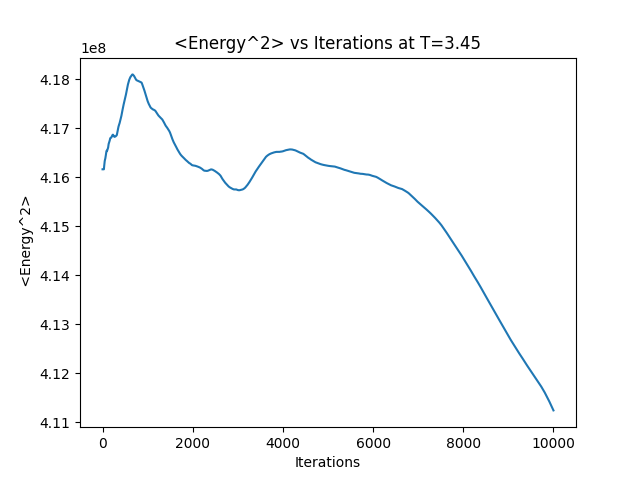 <Energy^2> vs Iterations at T=3.45
1e8
4.18
4.17
4.16
4.15
4.14
4.13
4.12
4.11
<Energy^2>
0 2000 4000 6000 8000 10000
Iterations